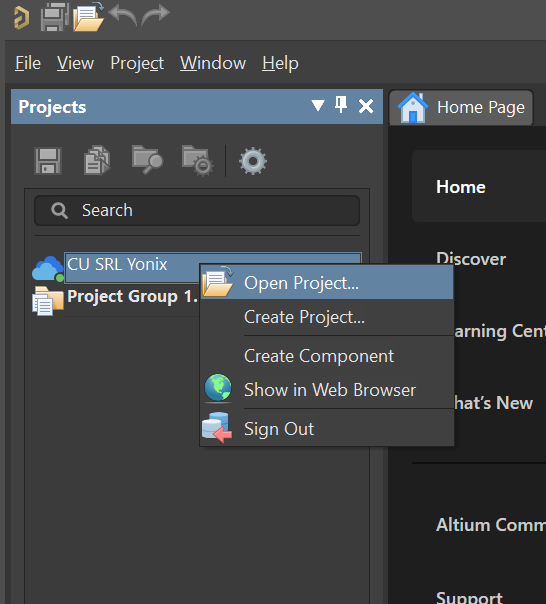 File View Project Window Help
Projects
Home Page
Search
Home
CU SRL Yonix
Discover
Project Group 1.
Open Project...
Create Project...
Create Component
Show in Web Browser
Sign Out
arning Cent
hat's New
Altium Comm
Support